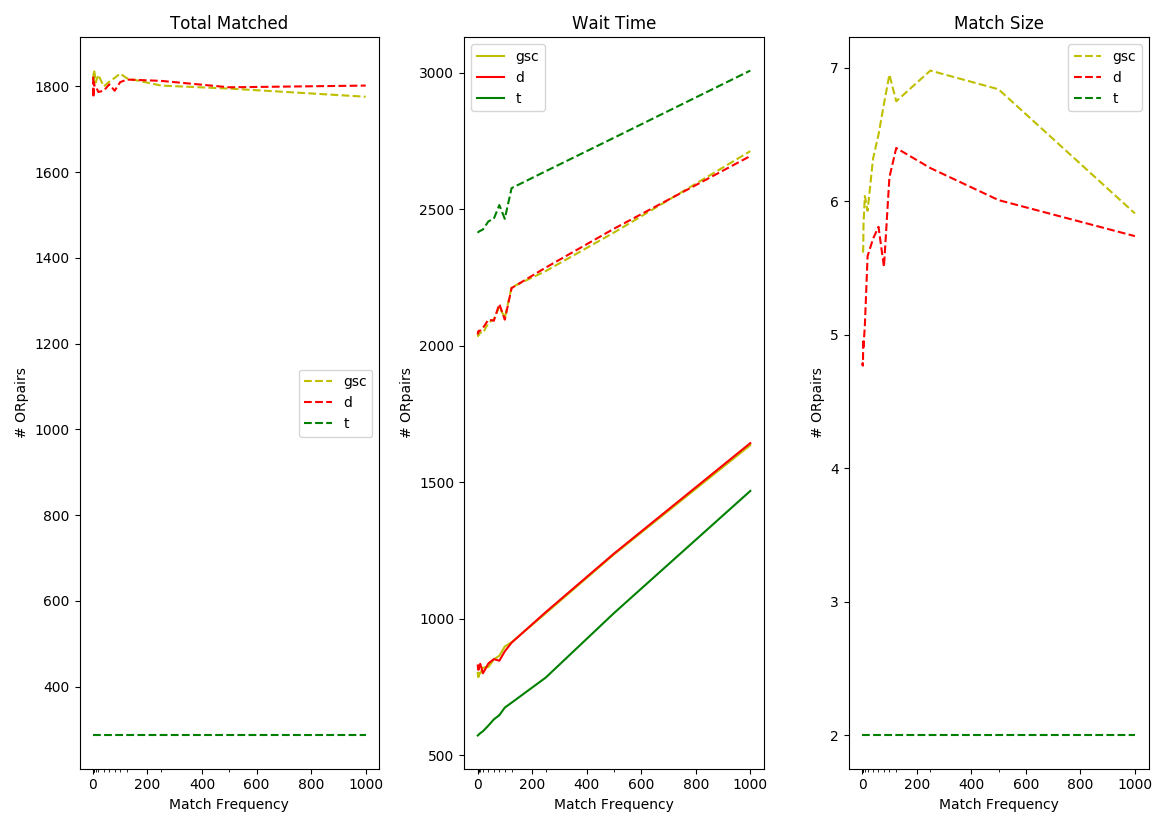 Total Matched
1800
1600
1400
1200
1000
800
600
400
# ORpairs
gsc
d
t
0 200 400 600 800 1000
Match Frequency
Wait Time
3000
2500
2000
1500
1000
500
# ORpairs
gsc
d
t
0 200 400 600 800 1000
Match Frequency
Match Size
7
6
5
4
3
2
# ORpairs
gsc
d
t
0 200 400 600 800 1000
Match Frequency